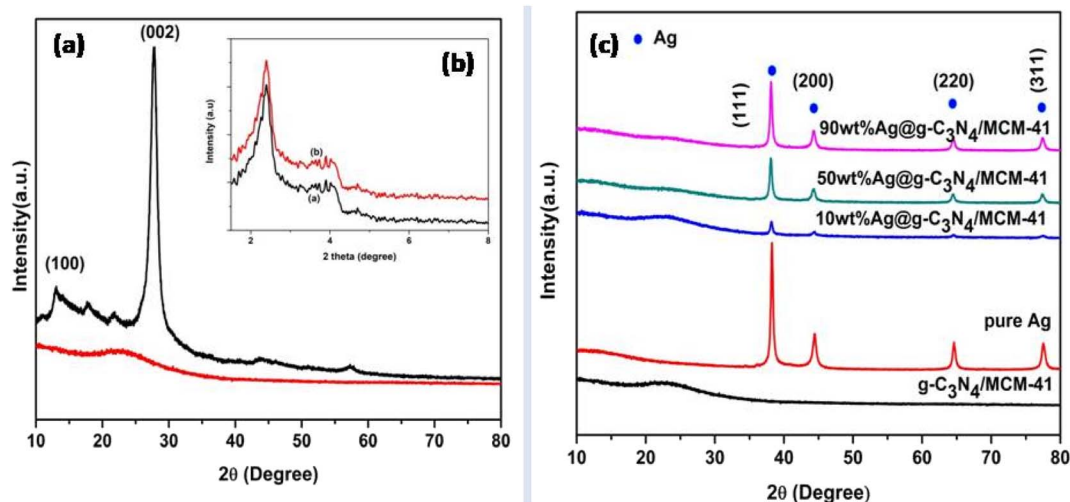 (a)
(002)
(100)
Intensity(a.u.)
10 20 30 40 50 60 70 80
2θ (Degree)
(b)
Intensity (a.u)
(b)
(a)
2 4 6 8
2 theta (degree)
(c)
Ag
(111)
(200)
(220)
(311)
90wt%Ag@g-C3N4/MCM-41
50wt%Ag@g-C3N4/MCM-41
10wt%Ag@g-C3N4/MCM-41
pure Ag
g-C3N4/MCM-41
Intensity(a.u.)
10 20 30 40 50 60 70 80
2θ (Degree)